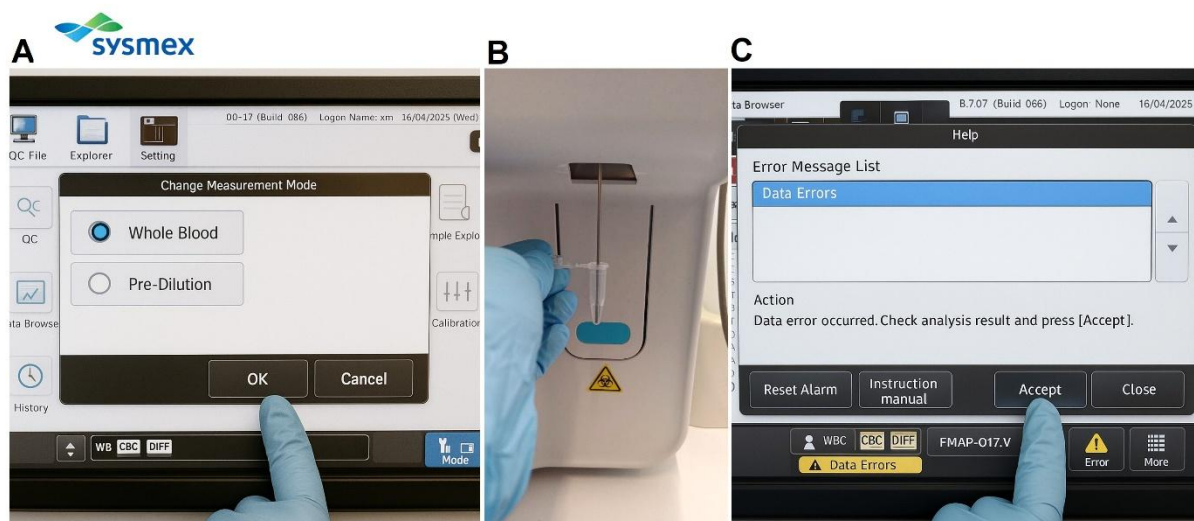 A
sysmex
B
C
00-17 (Build 086) Logon Name: xm 16/04/2025 (Wed)
QC File
Explorer
Setting
Change Measurement Mode
Whole Blood
Pre-Dilution
OK
Cancel
QC
mple Explo
ata Browse
Calibration
History
WB CBC DIFF
Mode
ta Browser
B.7.07 (Build 066) Logon: None 16/04/2025
Help
Error Message List
Data Errors
Action
Data error occurred. Check analysis result and press [Accept].
Reset Alarm
Instruction
manual
Accept
Close
WBC CBC DIFF
FMAP-017.V
Data Errors
Error
More